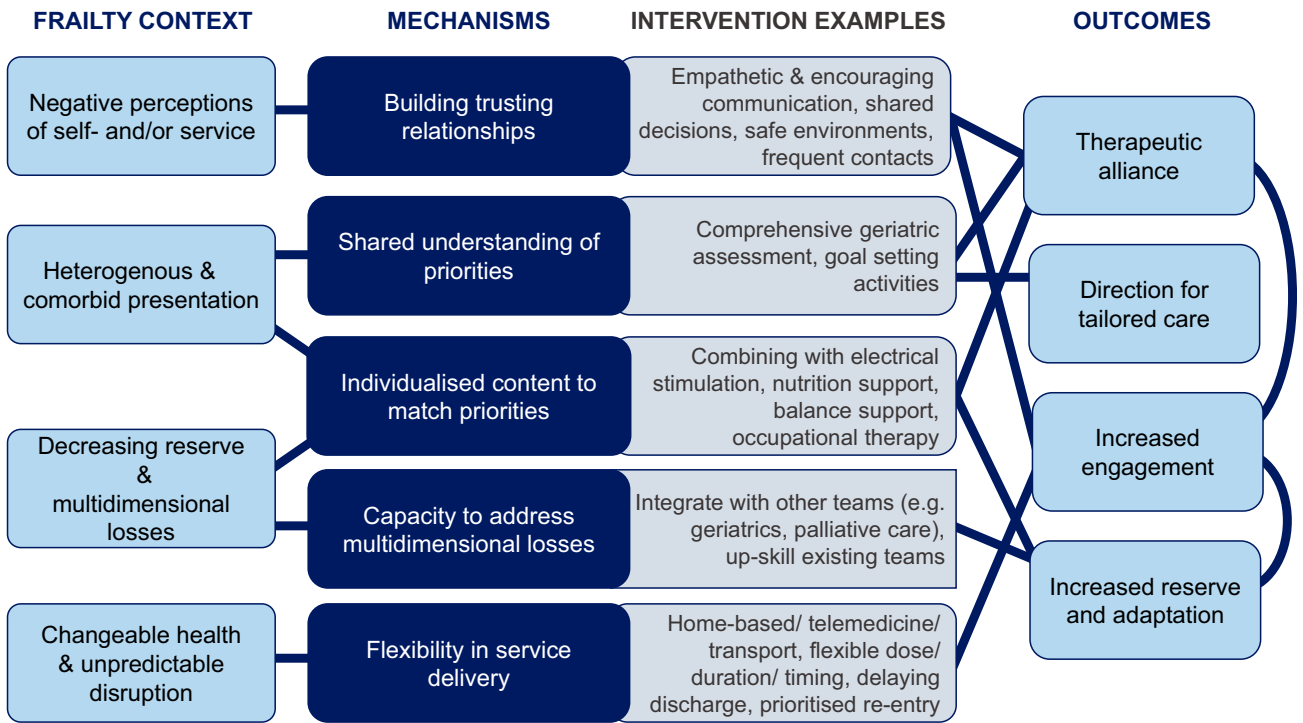 FRAILTY CONTEXT
MECHANISMS
INTERVENTION EXAMPLES
OUTCOMES
Negative perceptions
of self- and/or service
Building trusting
relationships
Empathetic & encouraging
communication, shared
decisions, safe environments,
frequent contacts
Therapeutic
alliance
Heterogenous &
comorbid presentation
Shared understanding of
priorities
Comprehensive geriatric
assessment, goal setting
activities
Direction for
tailored care
Individualised content to
match priorities
Combining with electrical
stimulation, nutrition support,
balance support,
occupational therapy
Increased
engagement
Decreasing reserve
&
multidimensional
losses
Capacity to address
multidimensional losses
Integrate with other teams (e.g.
geriatrics, palliative care),
up-skill existing teams
Increased reserve
and adaptation
Changeable health
& unpredictable
disruption
Flexibility in service
delivery
Home-based/ telemedicine/
transport, flexible dose/
duration/ timing, delaying
discharge, prioritised re-entry